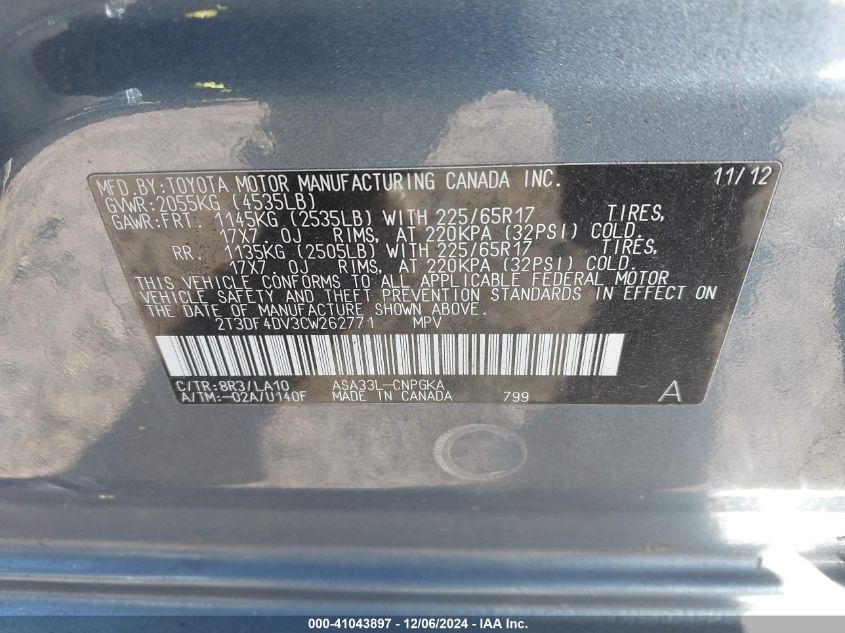 MFD.BY:TOYOTA MOTOR MANUFACTURING CANADA INC. 11/12
GVWR:2055KG (4535LB)
GAWR:FRT. 1145KG (2535LB) WITH 225/65R17 TIRES,
17X7 0J RIMS, AT 220KPA (32PSI) COLD.
RR. 1135KG (2505LB) WITH 225/65R17 TIRES,
17X7 0J RIMS, AT 220KPA (32PSI) COLD.
THIS VEHICLE CONFORMS TO ALL APPLICABLE FEDERAL MOTOR
VEHICLE SAFETY AND THEFT PREVENTION STANDARDS IN EFFECT ON
THE DATE OF MANUFACTURE SHOWN ABOVE.
2T3DF4DV3CW262771 MPV
C/TR:8R3/LA10 ASA33L-CNPGKA
A/TM:-02A/U140F MADE IN CANADA 799 A
000-41043897 - 12/06/2024 - IAA Inc.